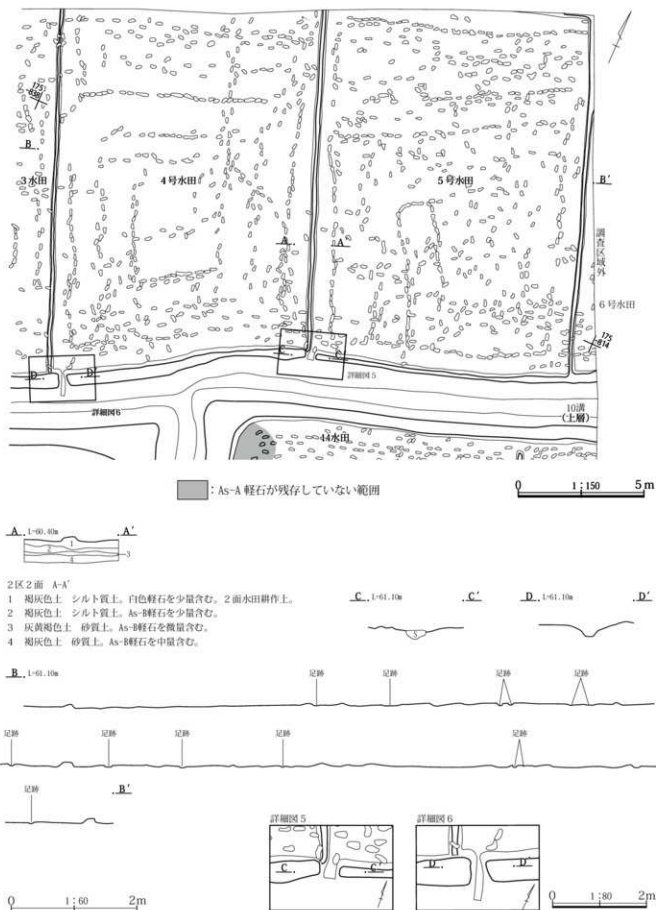 175
-838
B
3水田
4号水田
5号水田
B′
A
A′
調査区域外
6号水田
175
-814
C
C′
D
D′
詳細図5
詳細図6
10溝
(上層)
14水田
：As-A 軽石が残存していない範囲
0 1：150 5m
A L=60.40m A′
1
2
3
4
2区2面 A-A′
1 褐灰色土 シルト質土。白色軽石を少量含む。2面水田耕作土。
2 褐灰色土 シルト質土。As-B軽石を少量含む。
3 灰黄褐色土 砂質土。As-B軽石を微量含む。
4 褐灰色土 砂質土。As-B軽石を中量含む。
C L=61.10m C′
S
D L=61.10m D′
B L=61.10m
足跡 足跡 足跡 足跡
足跡 足跡 足跡 足跡 足跡
足跡
B′
詳細図5
C C′
詳細図6
D D′
0 1：60 2m
0 1：80 2m